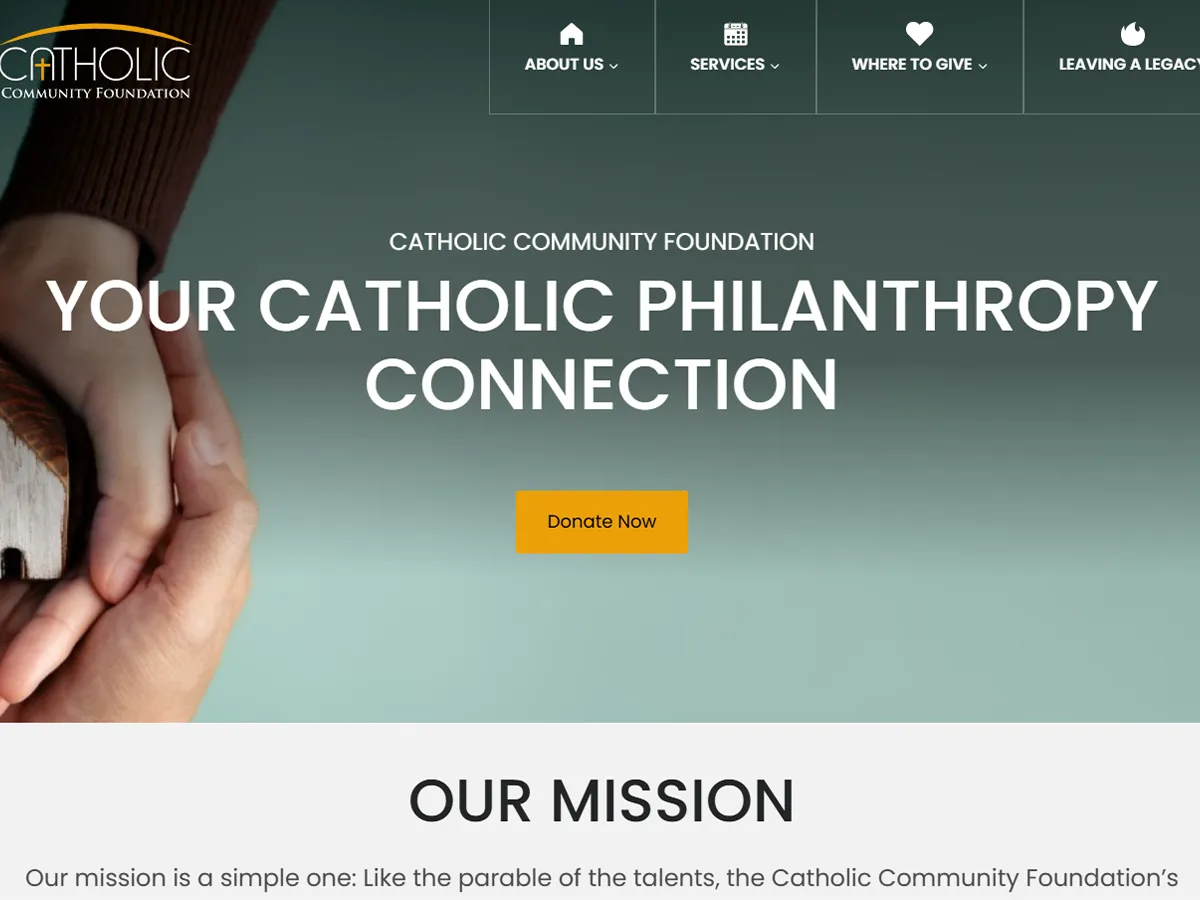 CATHOLIC
COMMUNITY FOUNDATION
ABOUT US
SERVICES
WHERE TO GIVE
LEAVING A LEGACY
CATHOLIC COMMUNITY FOUNDATION
YOUR CATHOLIC PHILANTHROPY
CONNECTION
Donate Now
OUR MISSION
Our mission is a simple one: Like the parable of the talents, the Catholic Community Foundation’s